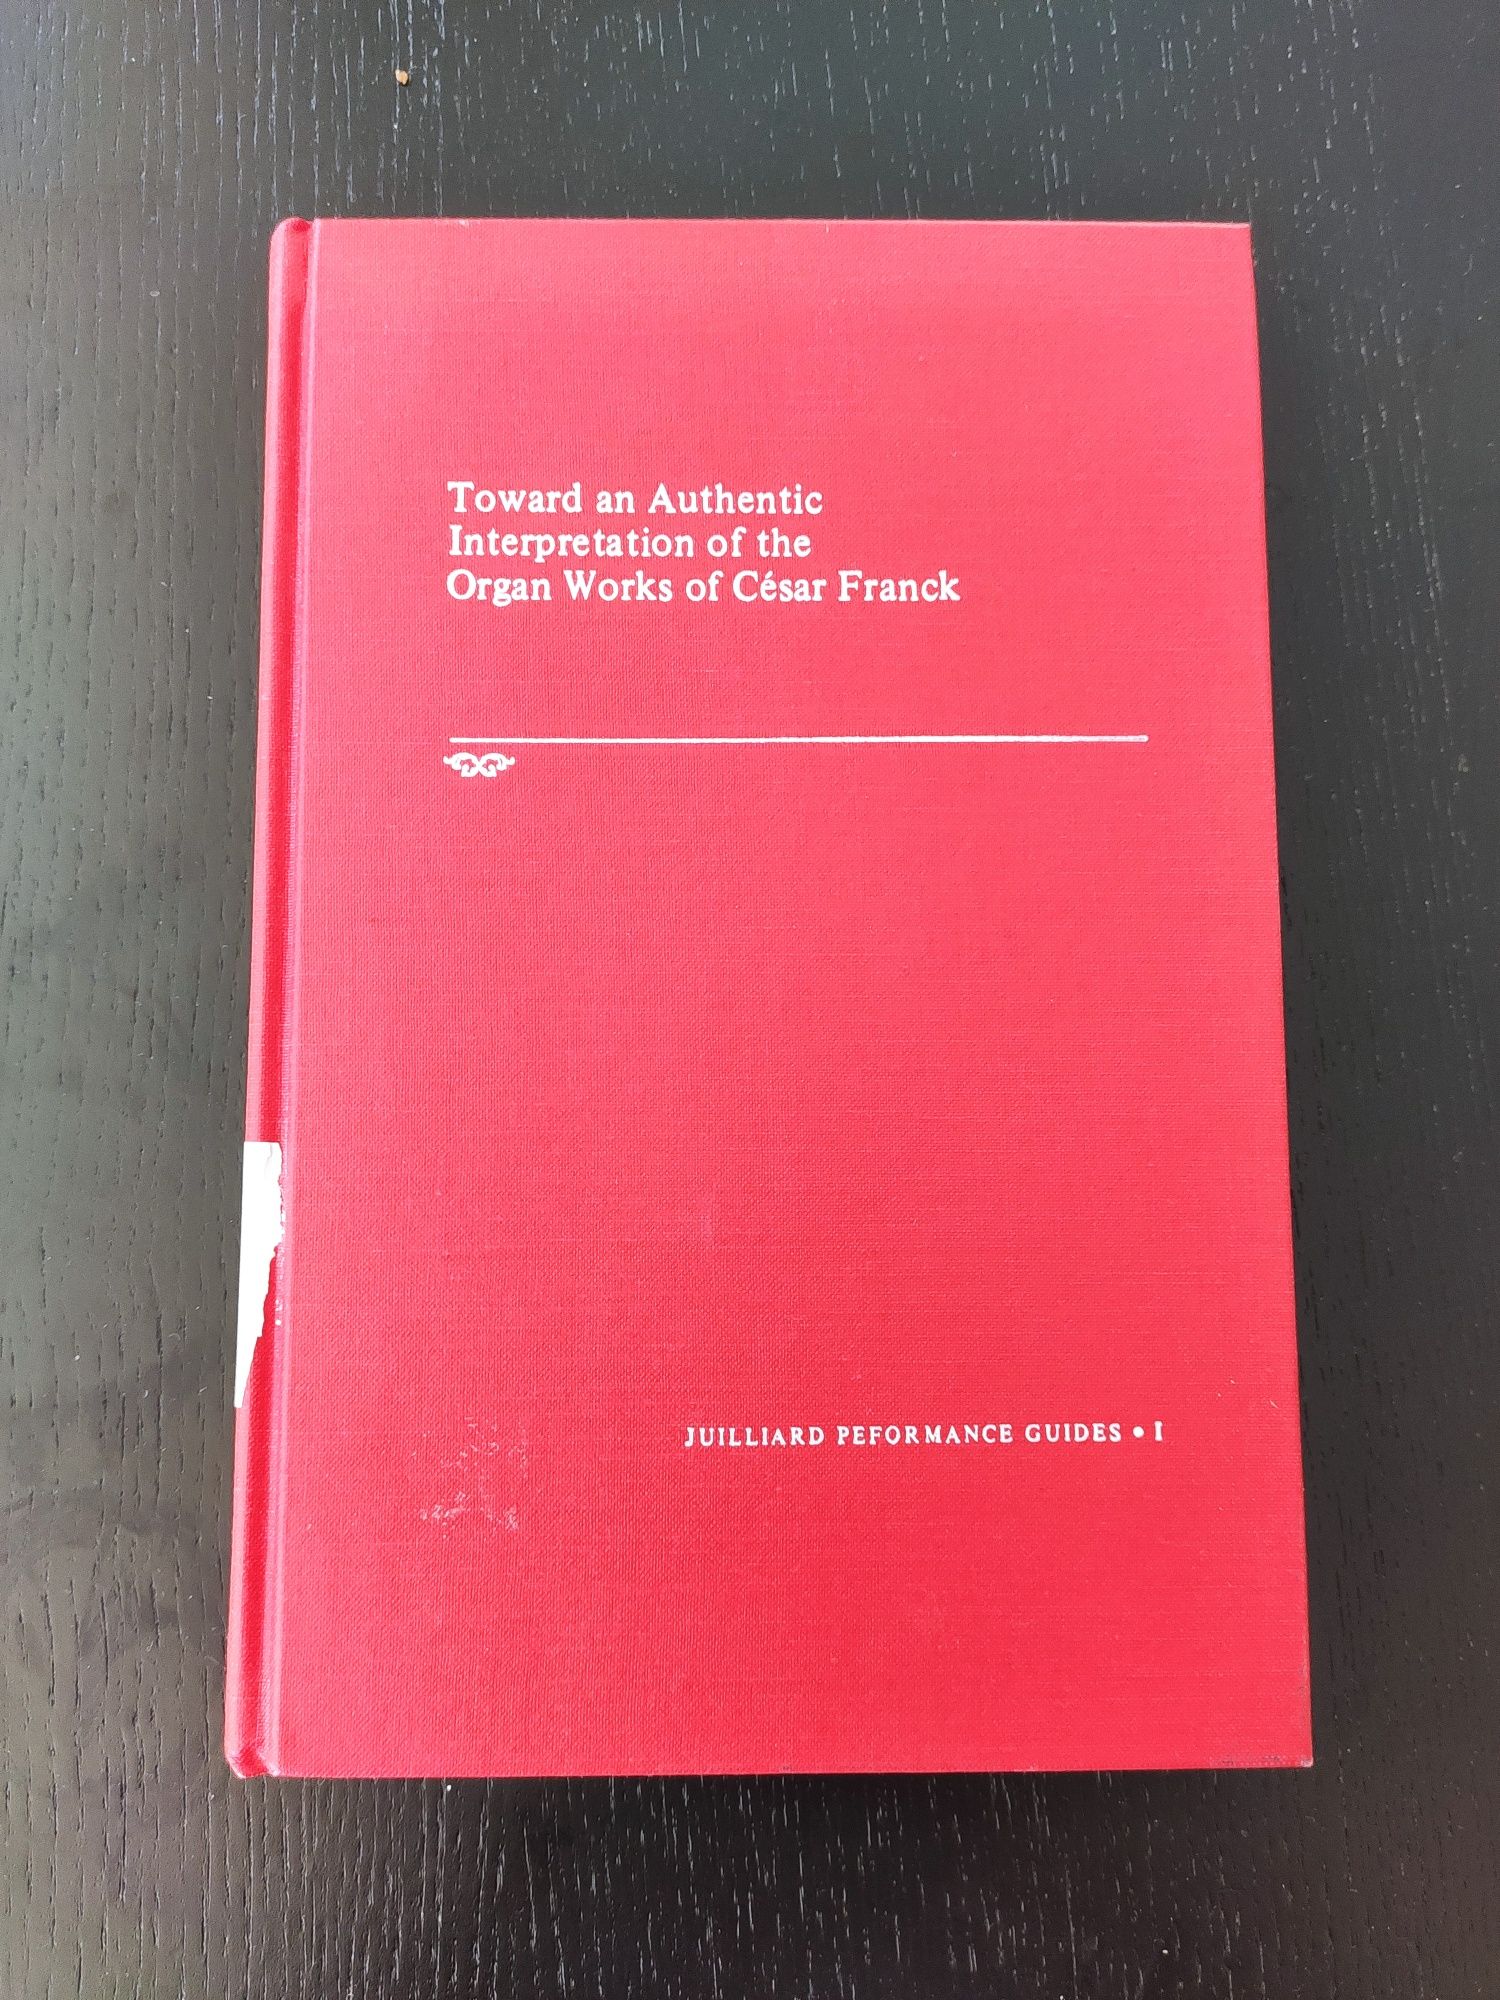 Toward an Authentic
Interpretation of the
Organ Works of César Franck
JUILLIARD PEFORMANCE GUIDES • I